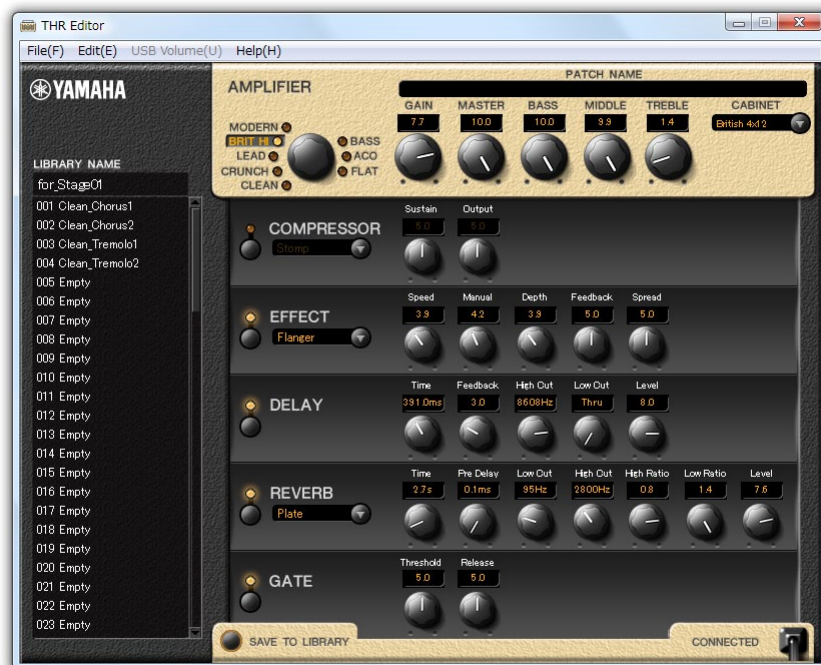 THR Editor
File(F) Edit(E) USB Volume(U) Help(H)
YAMAHA
LIBRARY NAME
for_Stage01
001 Clean_Chorus1
002 Clean_Chorus2
003 Clean_Tremolo1
004 Clean_Tremolo2
005 Empty
006 Empty
007 Empty
008 Empty
009 Empty
010 Empty
011 Empty
012 Empty
013 Empty
014 Empty
015 Empty
016 Empty
017 Empty
018 Empty
019 Empty
020 Empty
021 Empty
022 Empty
023 Empty
AMPLIFIER
PATCH NAME
GAIN MASTER BASS MIDDLE TREBLE CABINET
7.7 10.0 10.0 9.9 1.4 British 4x12
MODERN
BRIT HI BASS
LEAD ACO
CRUNCH FLAT
CLEAN
COMPRESSOR
Stomp
Sustain Output
5.0 5.0
EFFECT
Flanger
Speed Manual Depth Feedback Spread
3.9 4.2 3.9 5.0 5.0
DELAY
Time Feedback High Cut Low Cut Level
391.0ms 3.0 8608Hz Thru 8.0
REVERB
Plate
Time Pre Delay Low Cut High Cut High Ratio Low Ratio Level
2.7s 0.1ms 95Hz 2800Hz 0.8 1.4 7.6
GATE
Threshold Release
5.0 5.0
SAVE TO LIBRARY
CONNECTED